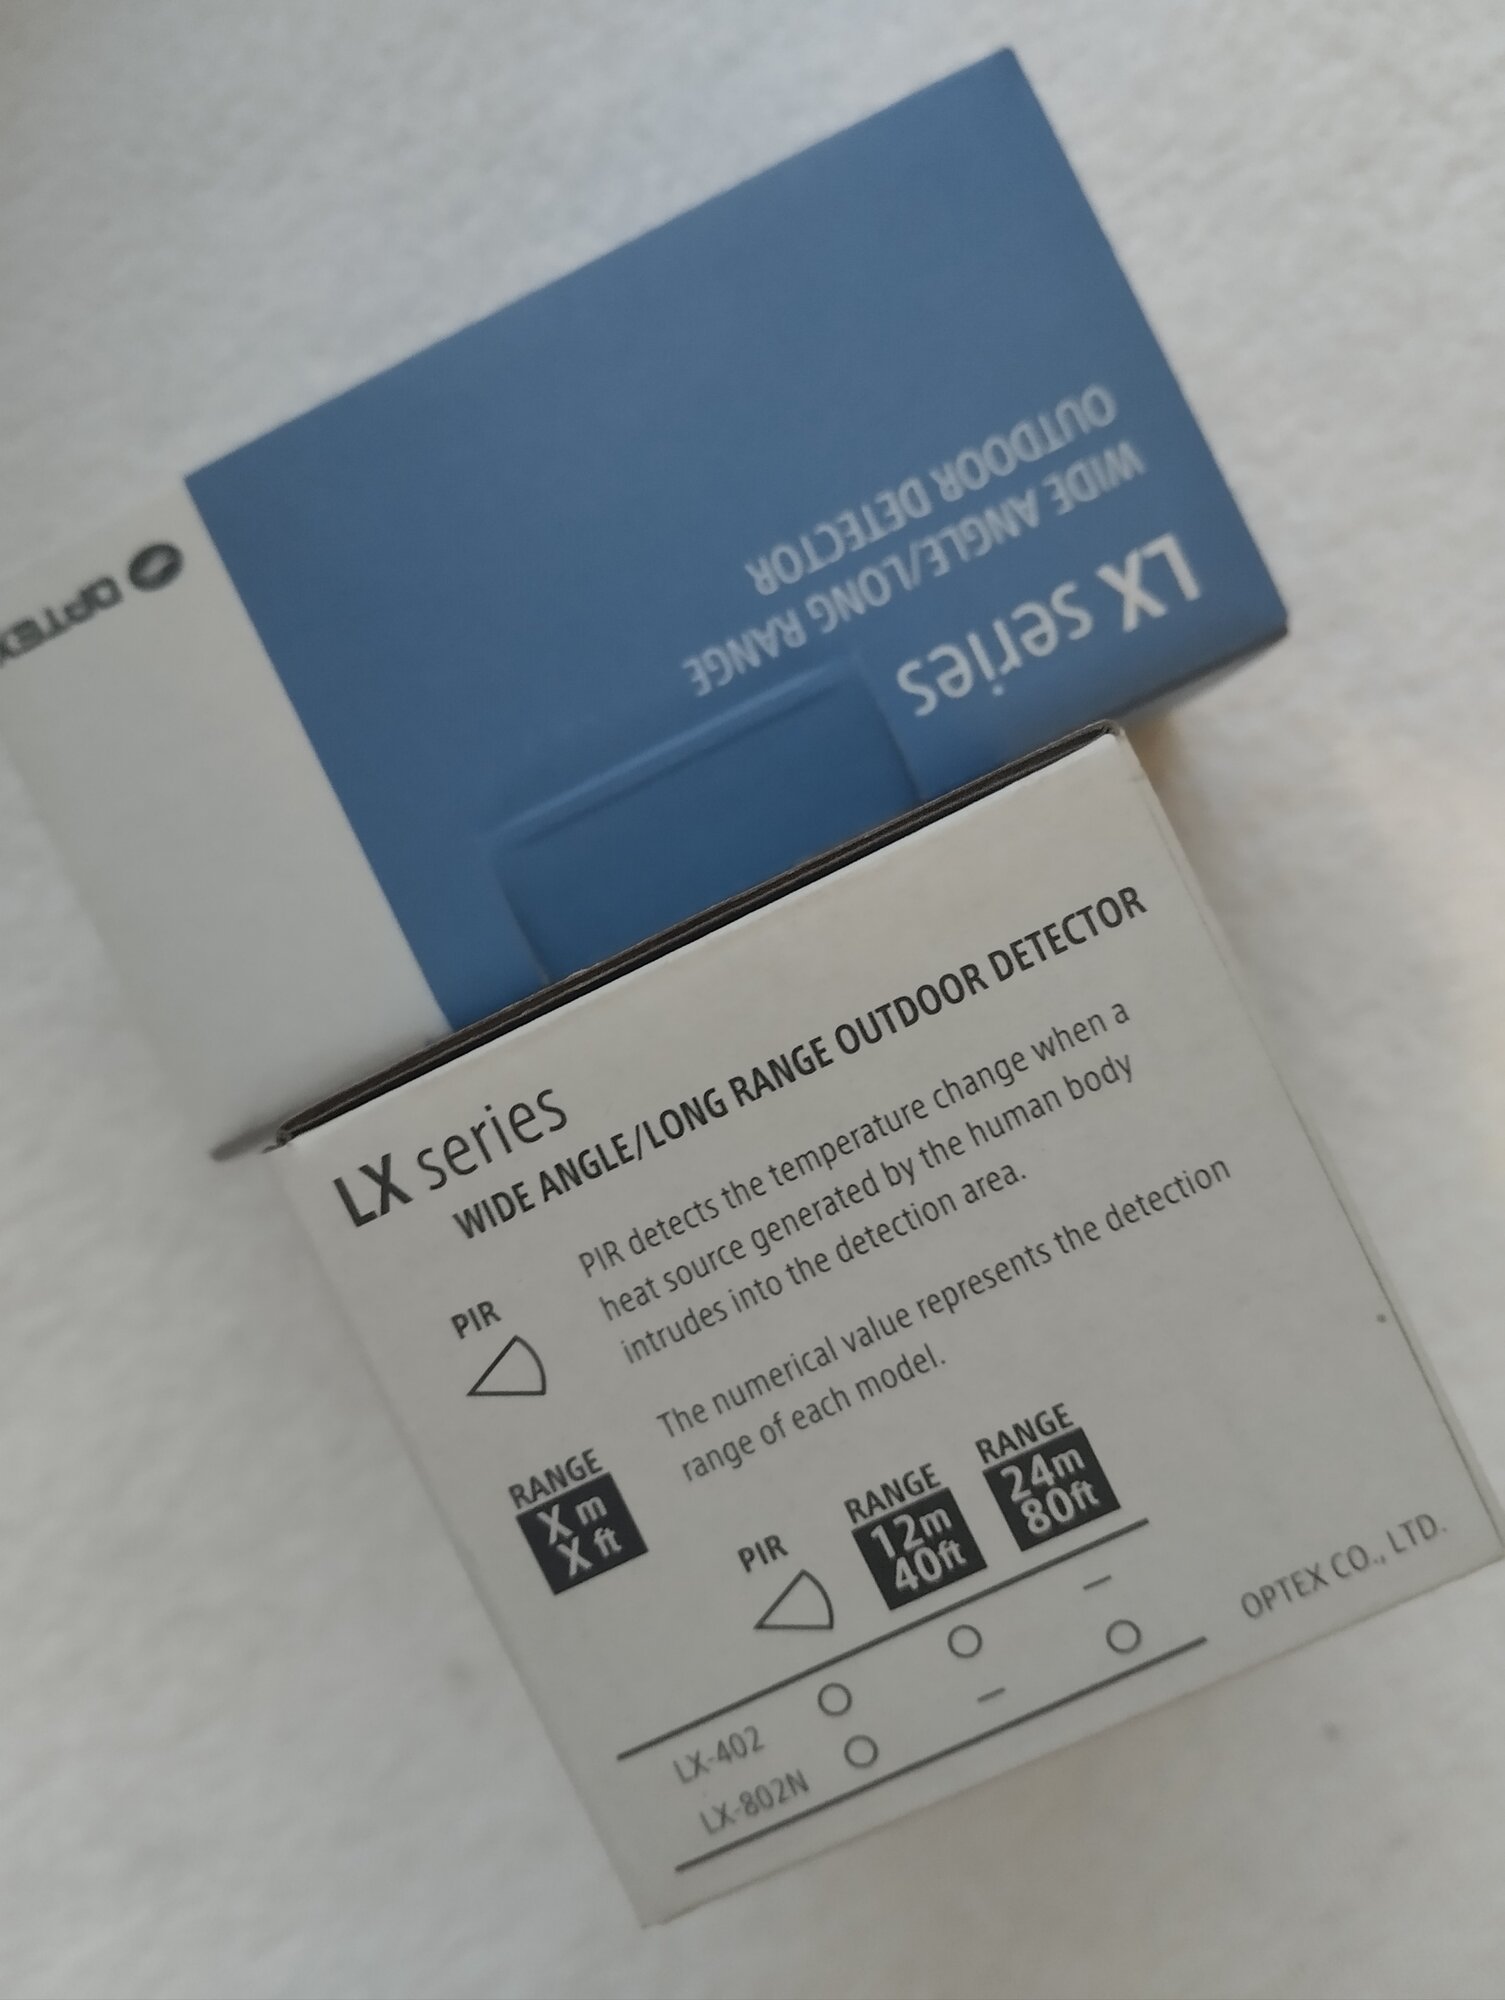 OPTEX
LX series
WIDE ANGLE/LONG RANGE
OUTDOOR DETECTOR
LX series
WIDE ANGLE/LONG RANGE OUTDOOR DETECTOR
PIR
PIR detects the temperature change when a
heat source generated by the human body
intrudes into the detection area.
RANGE
X m
X ft
The numerical value represents the detection
range of each model.
PIR
RANGE
12m
40ft
RANGE
24m
80ft
LX-402 ○ ○ –
LX-802N ○ – ○
OPTEX CO., LTD.